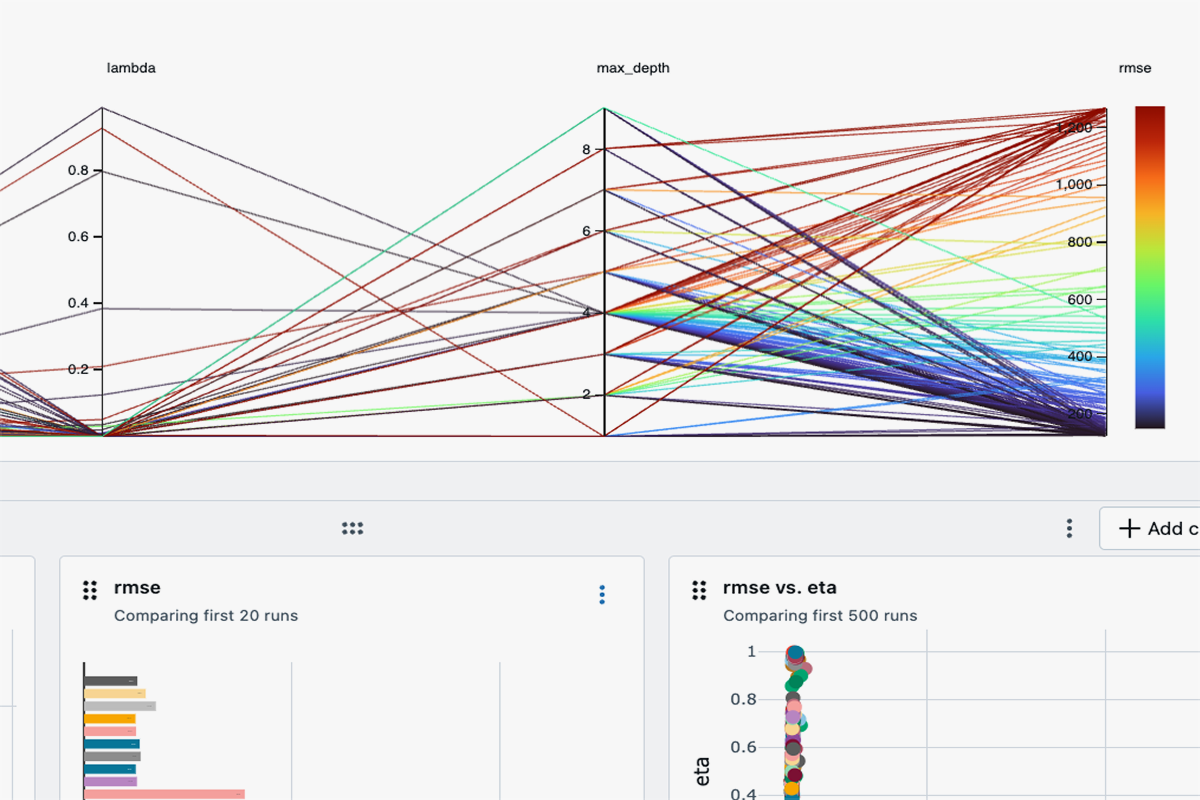 lambda
max_depth
rmse
0.8
0.6
0.4
0.2
8
6
4
2
1,200
1,000
800
600
400
200
Add c
rmse
Comparing first 20 runs
rmse vs. eta
Comparing first 500 runs
1
0.8
0.6
0.4
eta